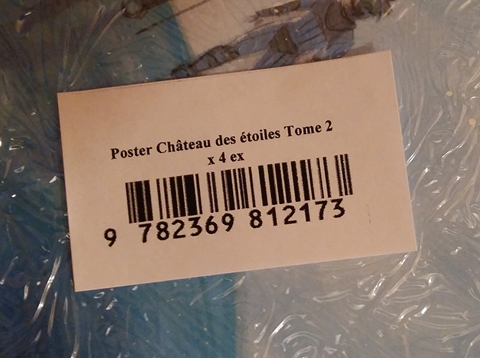 Poster Château des étoiles Tome 2
x 4 ex
9 782369 812173